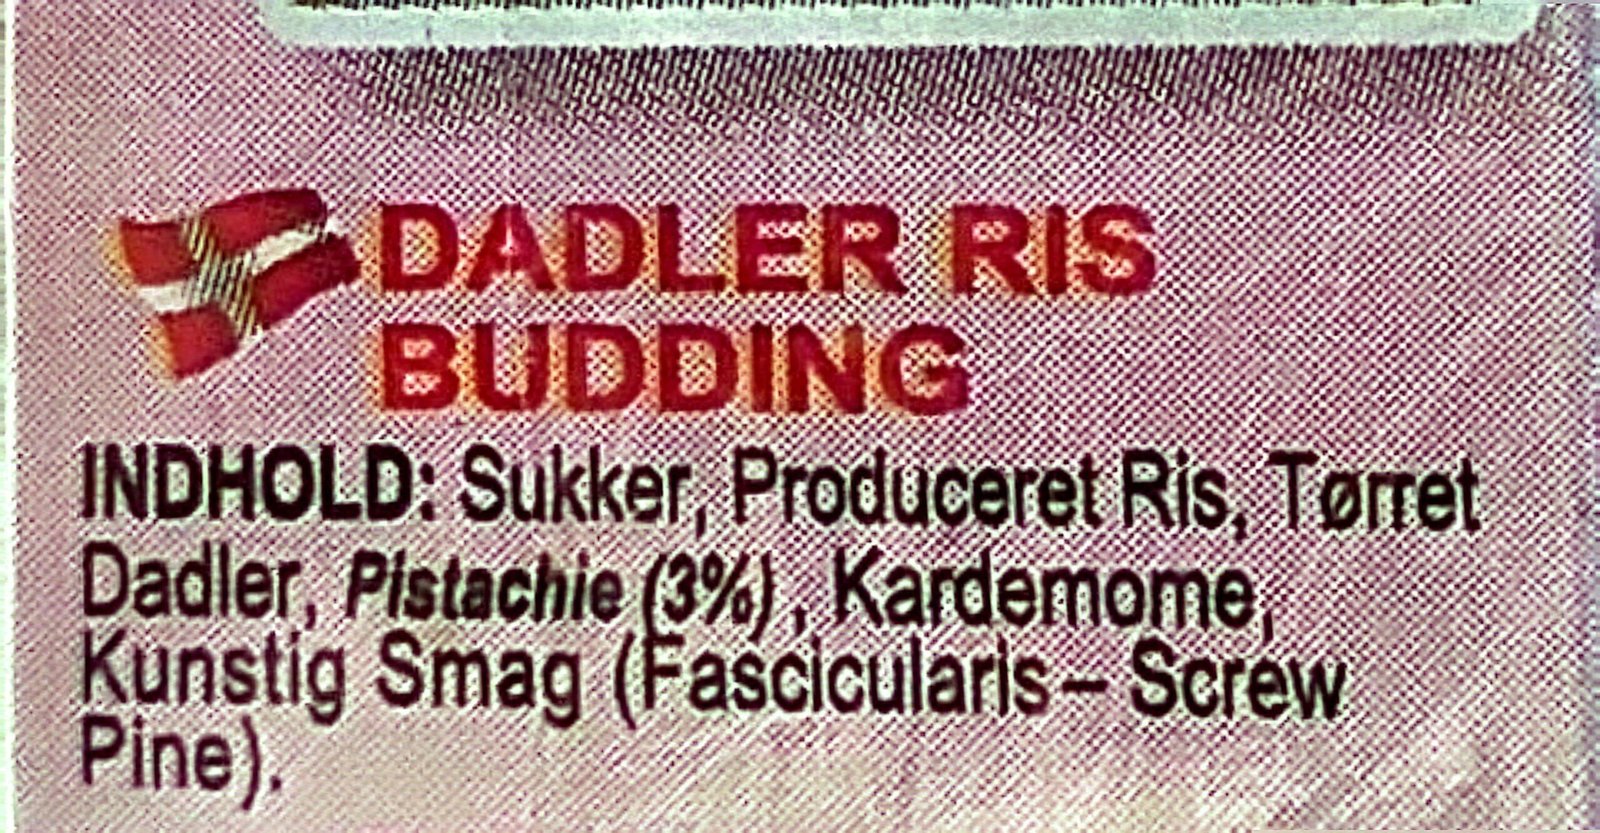 DADLER RIS
BUDDING
INDHOLD: Sukker, Produceret Ris, Tørret
Dadler, Pistachie (3%), Kardemome,
Kunstig Smag (Fascicularis – Screw
Pine).